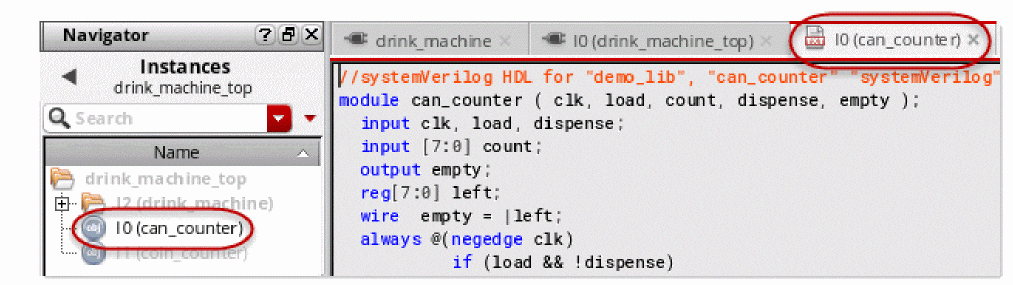 Navigator
Instances
drink_machine_top
Search
Name
drink_machine_top
I2 (drink_machine)
I0 (can_counter)
I1 (coin_counter)
drink_machine
I0 (drink_machine_top)
I0 (can_counter)
//systemVerilog HDL for "demo_lib", "can_counter" "systemVerilog"
module can_counter ( clk, load, count, dispense, empty );
input clk, load, dispense;
input [7:0] count;
output empty;
reg[7:0] left;
wire empty = |left;
always @(negedge clk)
if (load && !dispense)